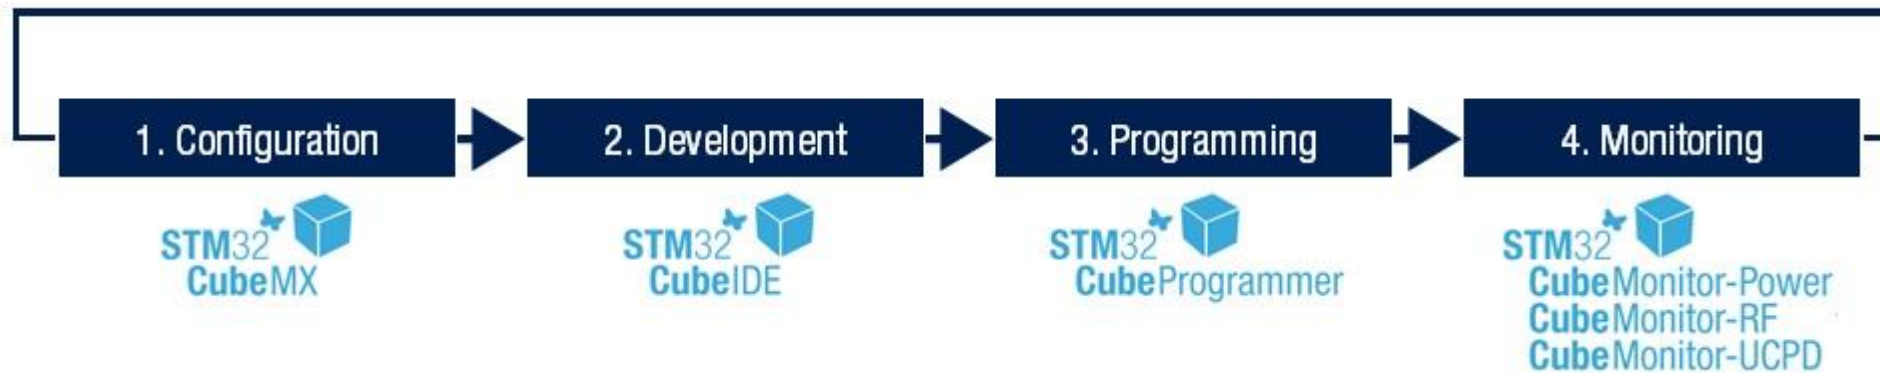 1. Configuration
2. Development
3. Programming
4. Monitoring
STM32
CubeMX
STM32
CubeIDE
STM32
CubeProgrammer
STM32
CubeMonitor-Power
CubeMonitor-RF
CubeMonitor-UCPD